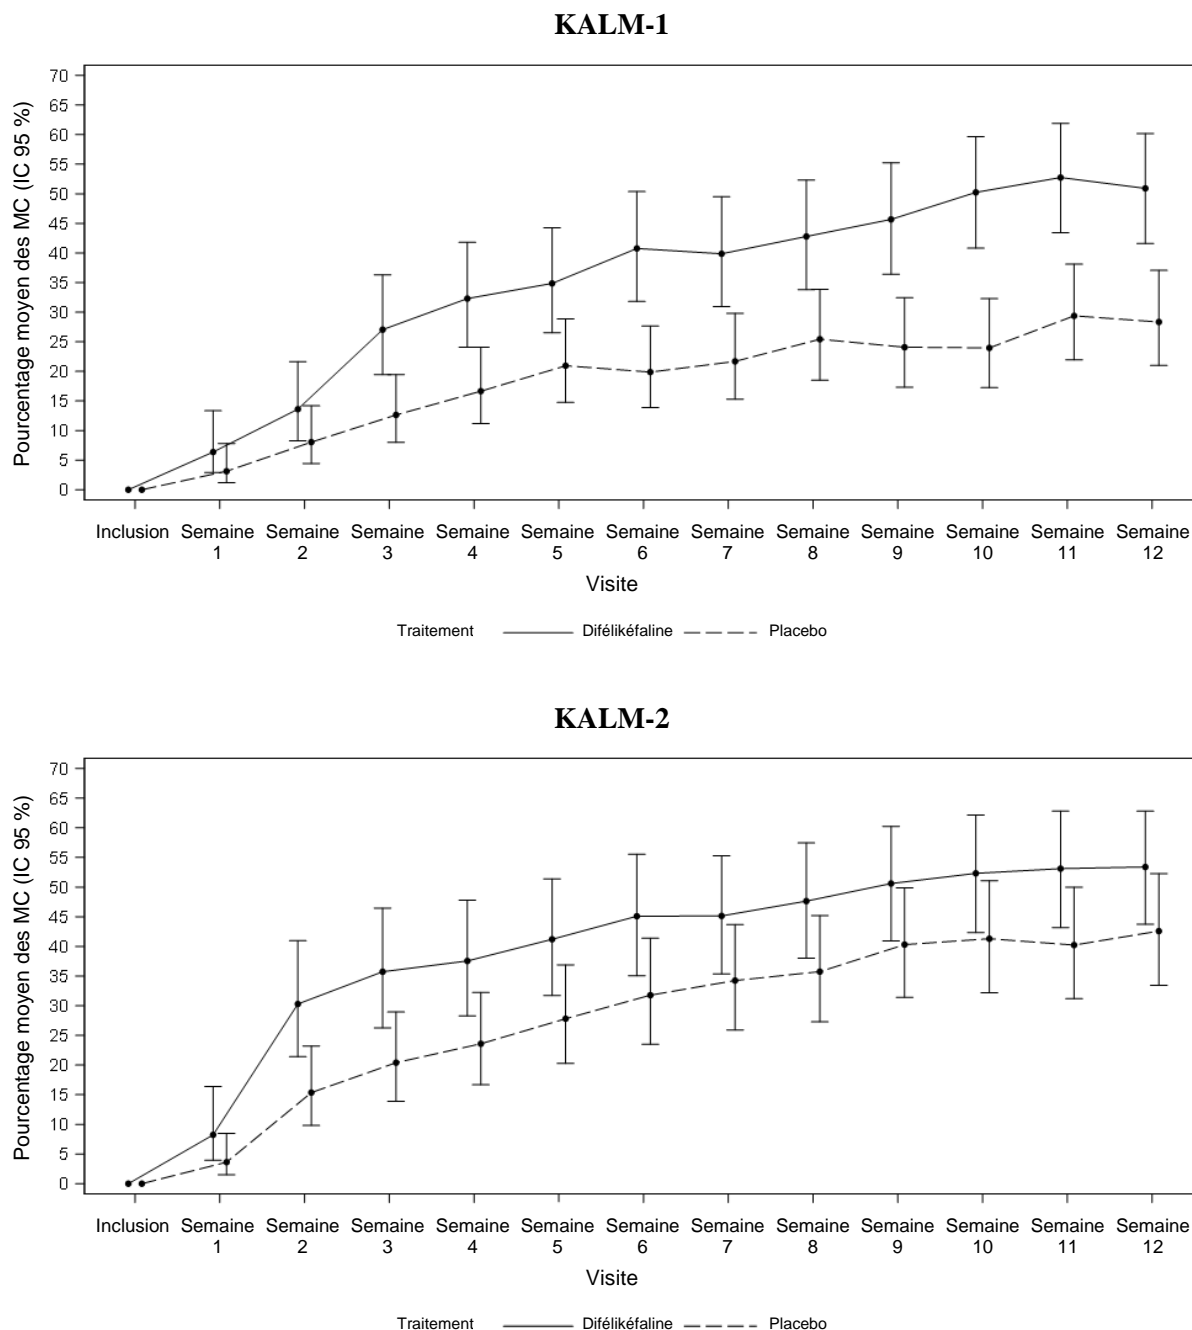 KALM-1
Pourcentage moyen des MC (IC 95 %)
70
65
60
55
50
45
40
35
30
25
20
15
10
5
0
Inclusion Semaine Semaine Semaine Semaine Semaine Semaine Semaine Semaine Semaine Semaine Semaine Semaine
1 2 3 4 5 6 7 8 9 10 11 12
Visite
Traitement Difélikéfaline Placebo
KALM-2
Pourcentage moyen des MC (IC 95 %)
70
65
60
55
50
45
40
35
30
25
20
15
10
5
0
Inclusion Semaine Semaine Semaine Semaine Semaine Semaine Semaine Semaine Semaine Semaine Semaine Semaine
1 2 3 4 5 6 7 8 9 10 11 12
Visite
Traitement Difélikéfaline Placebo